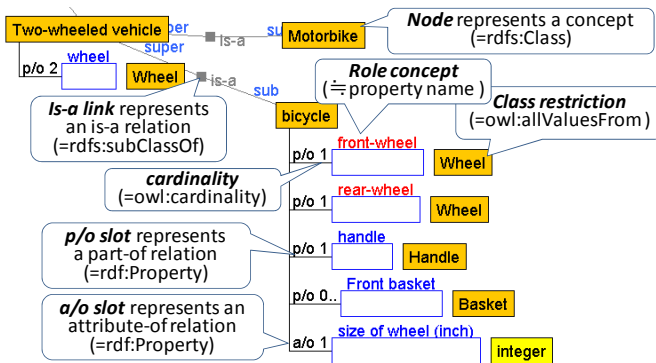 Two-wheeled vehicle
super
is-a
su
Motorbike
Node represents a concept
(=rdfs:Class)
super
p/o 2
wheel
Wheel
is-a
sub
bicycle
Is-a link represents
an is-a relation
(=rdfs:subClassOf)
Role concept
(≒property name )
Class restriction
(=owl:allValuesFrom )
cardinality
(=owl:cardinality)
p/o 1
front-wheel
Wheel
p/o 1
rear-wheel
Wheel
p/o slot represents
a part-of relation
(=rdf:Property)
p/o 1
handle
Handle
p/o 0..
Front basket
Basket
a/o slot represents an
attribute-of relation
(=rdf:Property)
a/o 1
size of wheel (inch)
integer